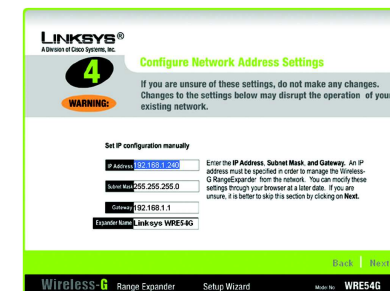 LINKSYS®
A Division of Cisco Systems, Inc.
4
WARNING:
Configure Network Address Settings
If you are unsure of these settings, do not make any changes.
Changes to the settings below may disrupt the operation of your
existing network.
Set IP configuration manually
IP Address 192.168.1.240
Subnet Mask 255.255.255.0
Gateway 192.168.1.1
Expander Name Linksys WRE54G
Enter the IP Address, Subnet Mask, and Gateway. An IP
address must be specified in order to manage the Wireless-
G RangeExpander from the network. You can modify these
settings through your browser at a later date. If you are
unsure, it is better to skip this section by clicking on Next.
Back | Next
Wireless-G Range Expander Setup Wizard Model No WRE54G